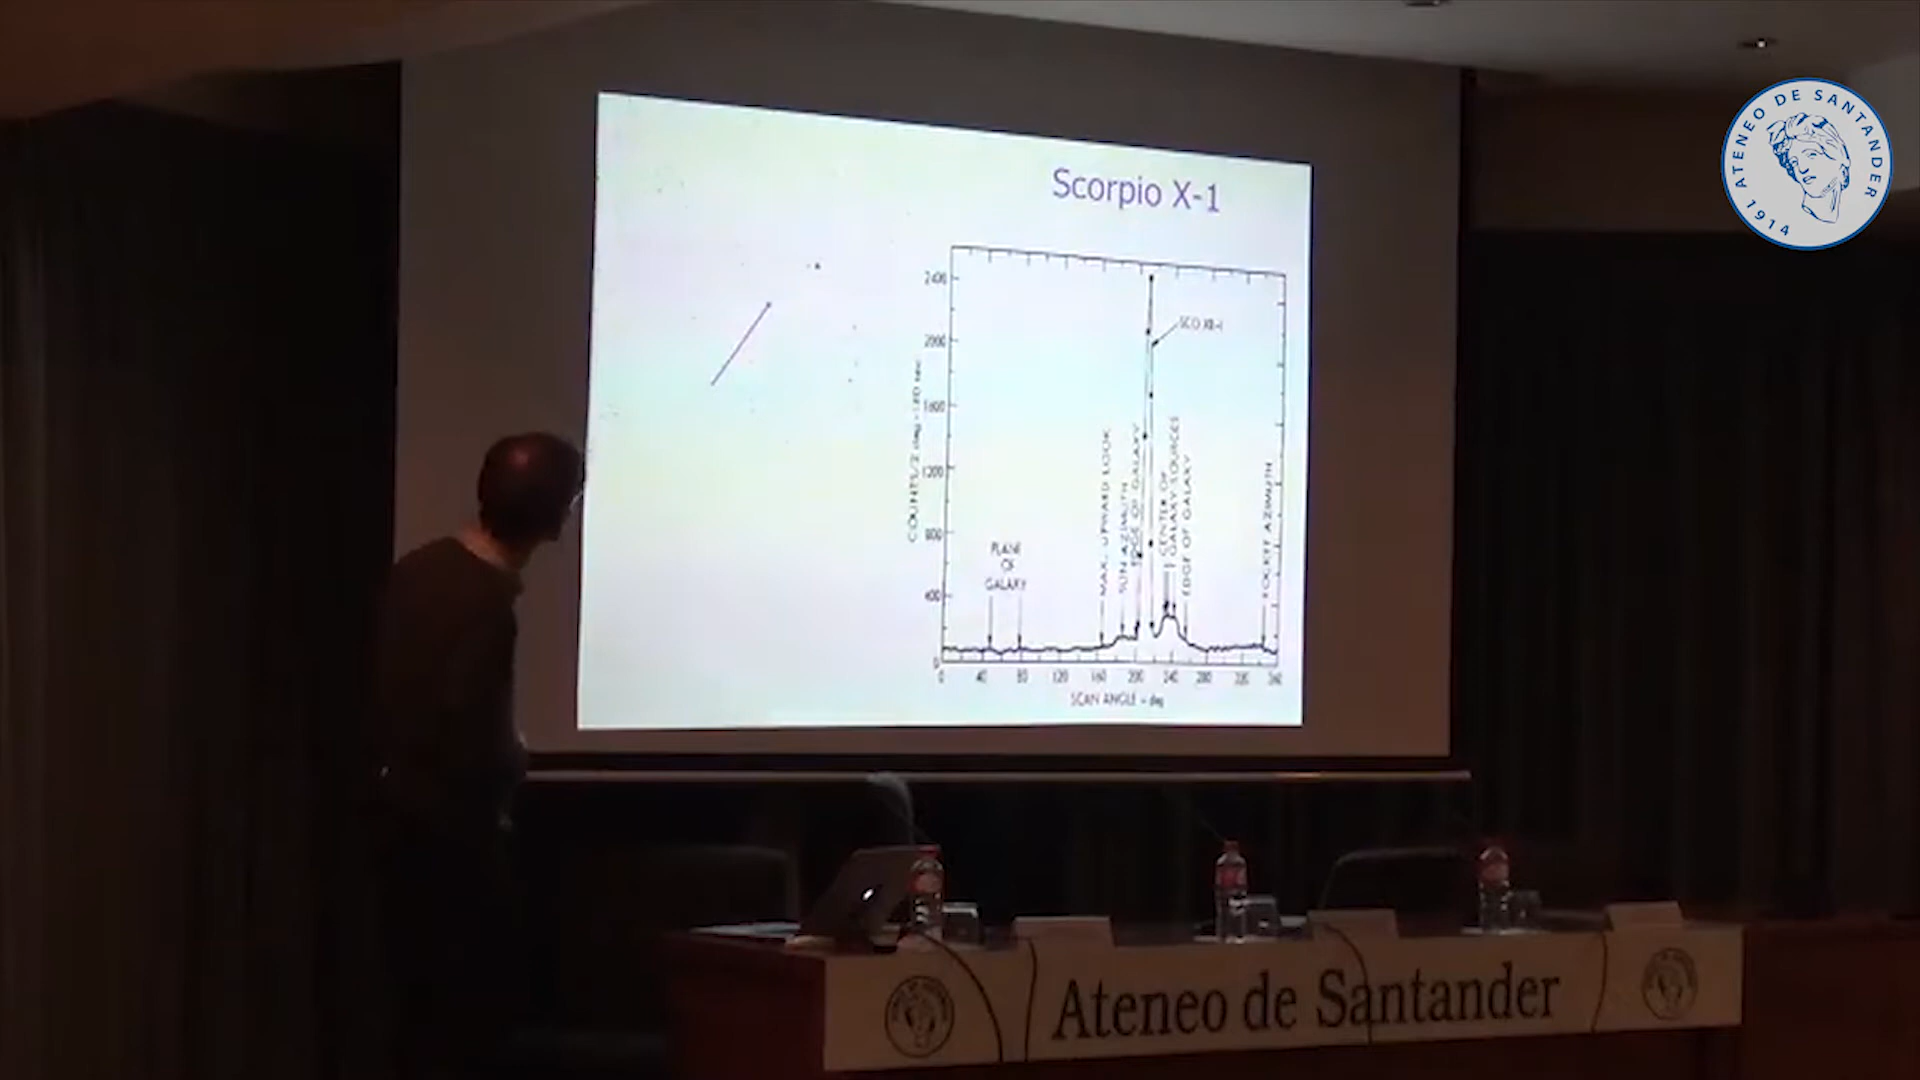 ATENEO DE SANTANDER
1914
Scorpio X-1
2400
2000
1600
1200
800
400
0
SCO XR-1
PLANE
OF
GALAXY
MAX. UPWARD LOOK
SUN AZIMUTH
EDGE OF GALAXY
CENTER OF
GALAXY SOURCES
EDGE OF GALAXY
ROCKET AZIMUTH
0 40 80 120 160 200 240 280 320 360
SCAN ANGLE - deg
Ateneo de Santander